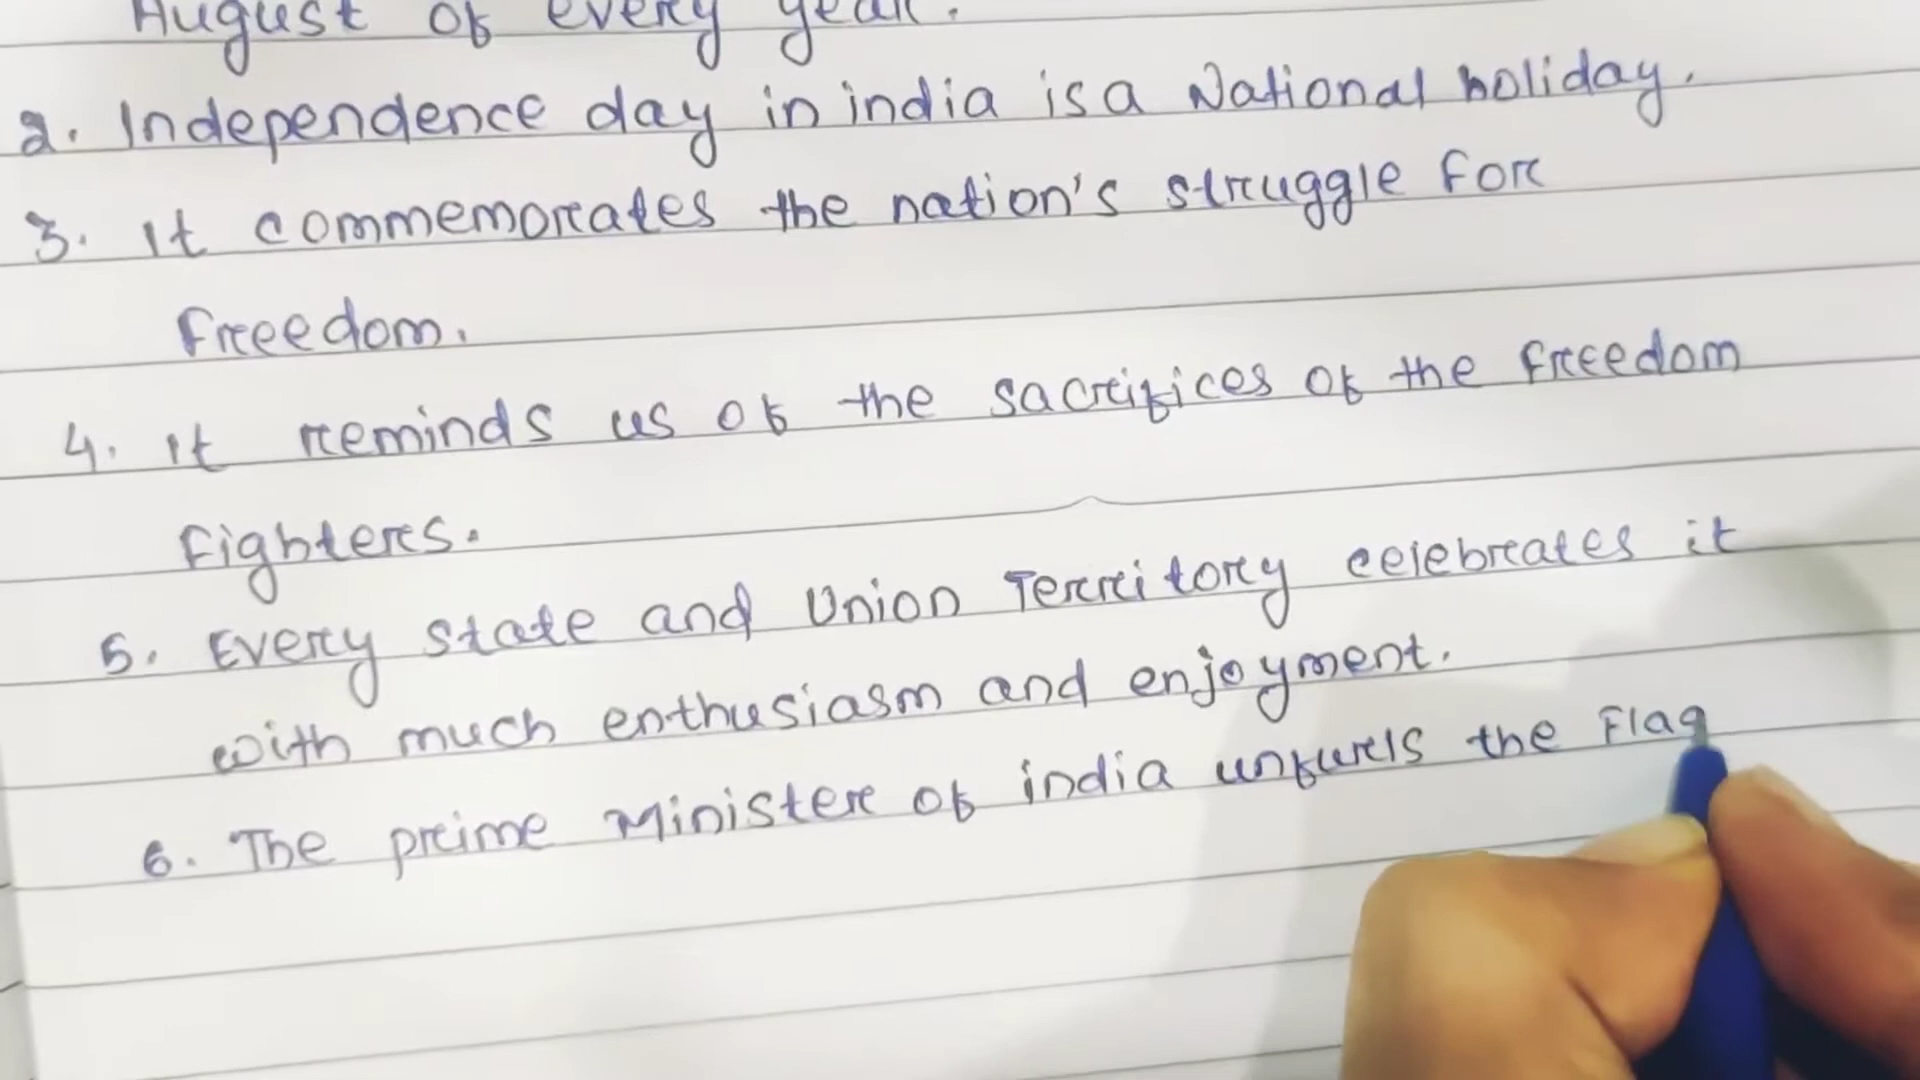 August of every year.
2. Independence day in india is a National holiday.
3. It commemorates the nation's struggle for
freedom.
4. It reminds us of the sacrifices of the freedom
fighters.
5. Every state and Union Territory celebrates it
with much enthusiasm and enjoyment.
6. The prime Minister of india unfurls the Flag